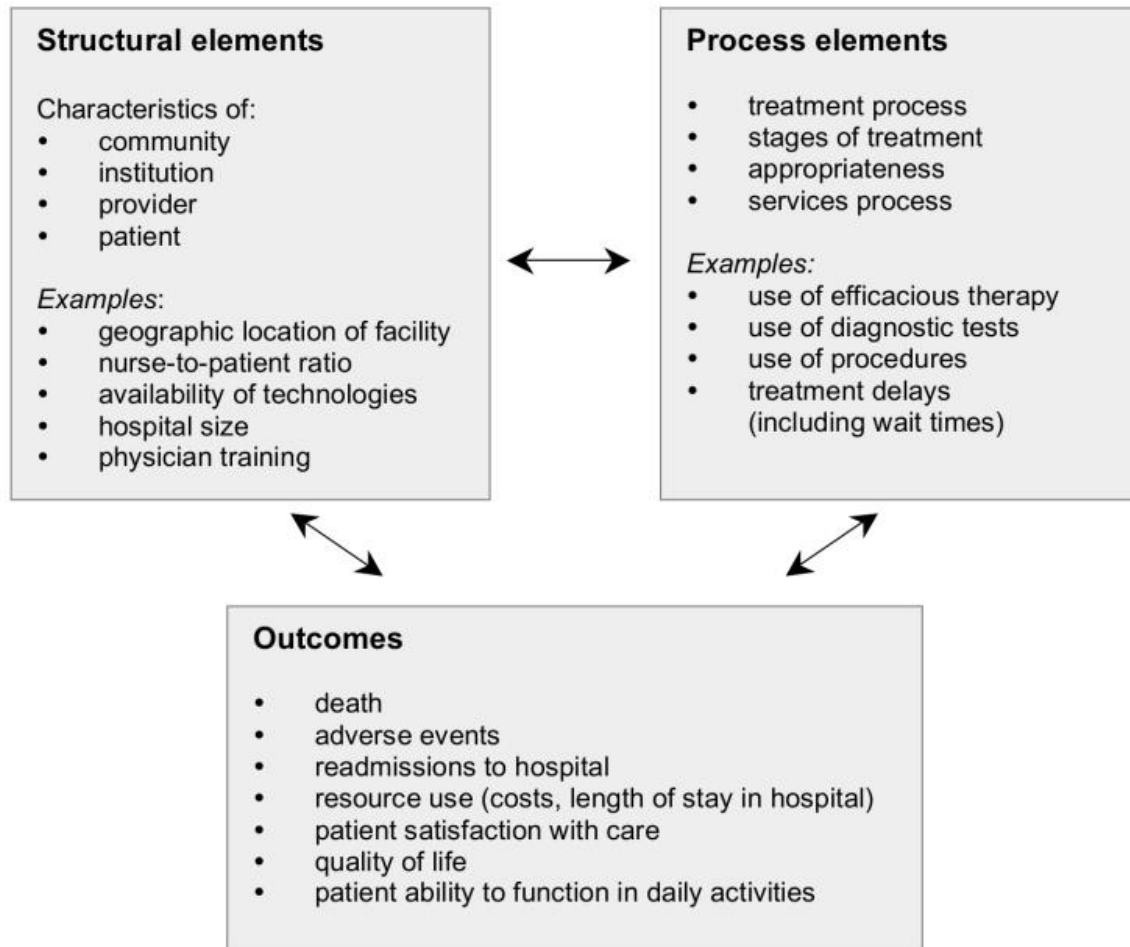 Structural elements
Characteristics of:
• community
• institution
• provider
• patient
Examples:
• geographic location of facility
• nurse-to-patient ratio
• availability of technologies
• hospital size
• physician training
Process elements
• treatment process
• stages of treatment
• appropriateness
• services process
Examples:
• use of efficacious therapy
• use of diagnostic tests
• use of procedures
• treatment delays
(including wait times)
Outcomes
• death
• adverse events
• readmissions to hospital
• resource use (costs, length of stay in hospital)
• patient satisfaction with care
• quality of life
• patient ability to function in daily activities